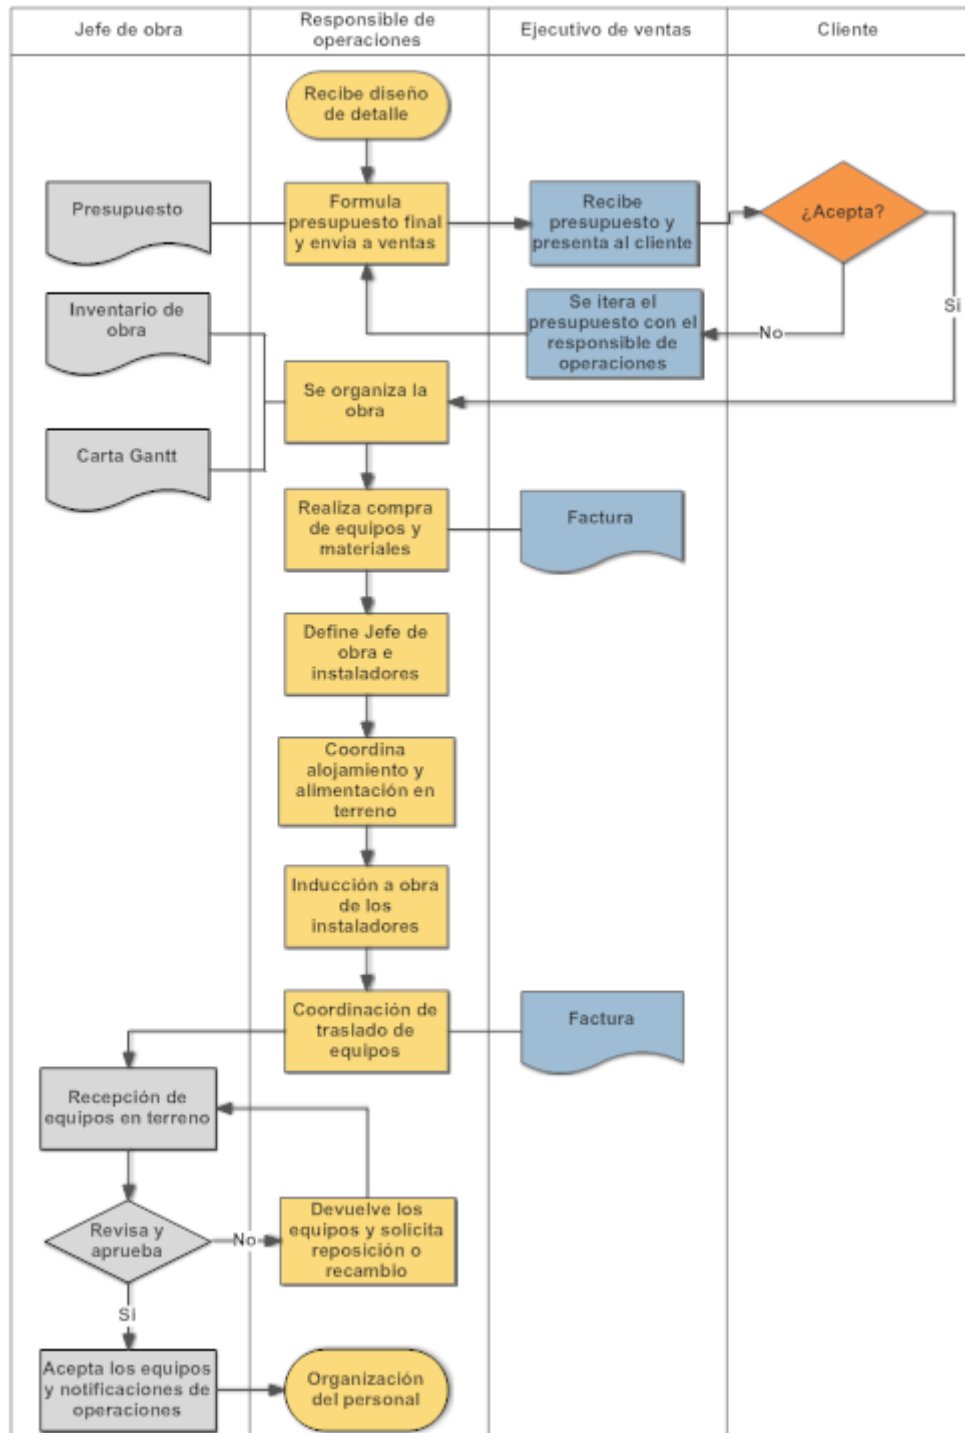 Jefe de obra
Responsible de
operaciones
Ejecutivo de ventas
Cliente
Recibe diseño
de detalle
Presupuesto
Formula
presupuesto final
y envia a ventas
Recibe
presupuesto y
presenta al cliente
¿Acepta?
Inventario de
obra
Se itera el
presupuesto con el
responsible de
operaciones
No
Si
Se organiza la
obra
Carta Gantt
Realiza compra
de equipos y
materiales
Factura
Define Jefe de
obra e
instaladores
Coordina
alojamiento y
alimentación en
terreno
Inducción a obra
de los
instaladores
Coordinación de
traslado de
equipos
Factura
Recepción de
equipos en terreno
Revisa y
aprueba
No
Devuelve los
equipos y solicita
reposición o
recambio
Si
Acepta los equipos
y notificaciones de
operaciones
Organización
del personal